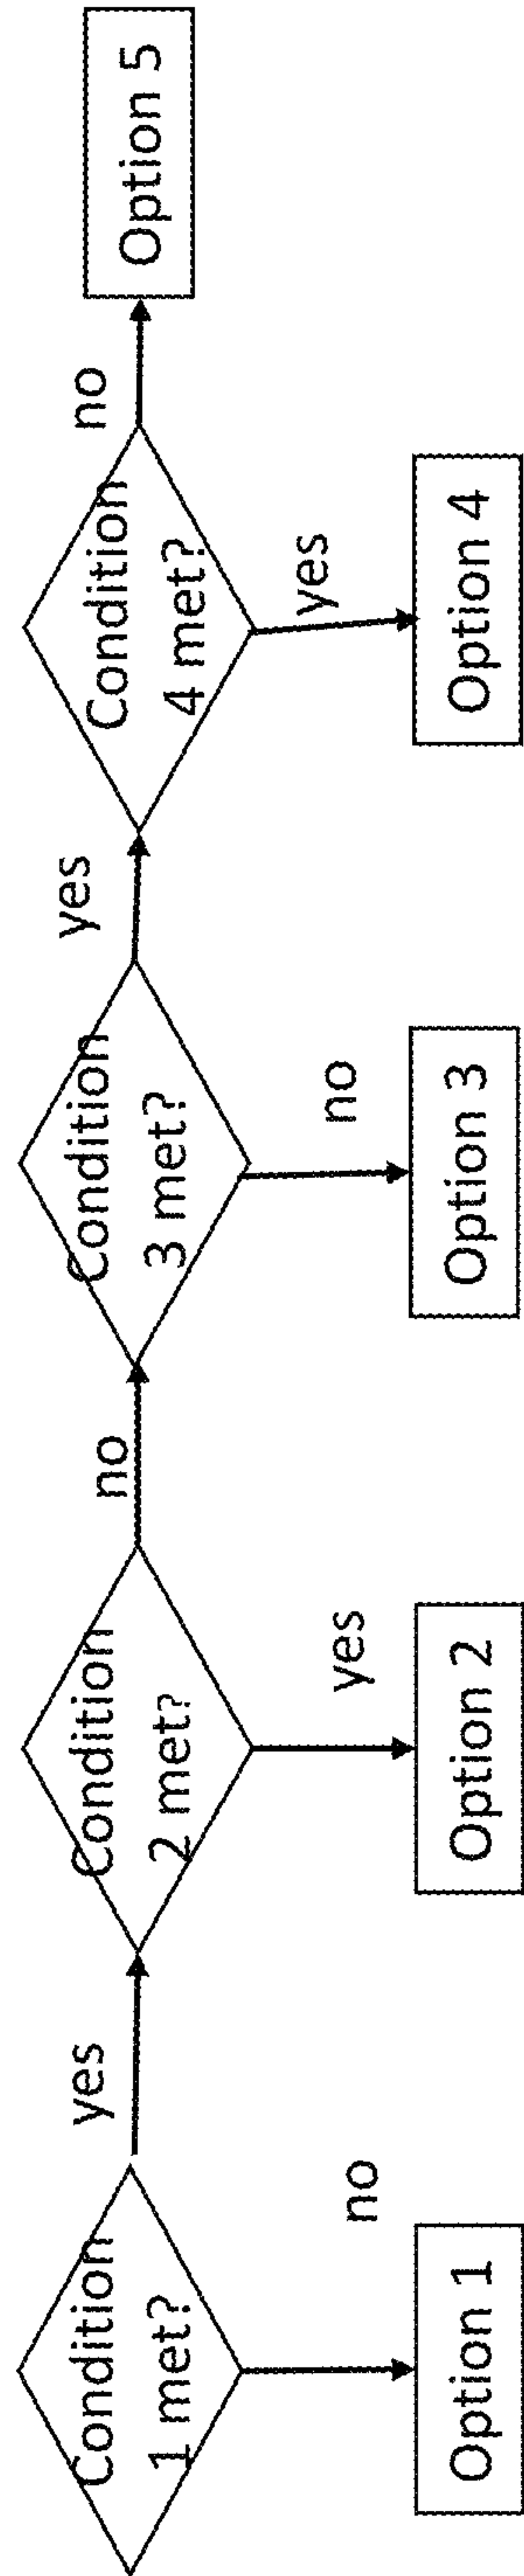 Condition
1 met?
yes
no
Option 1
Condition
2 met?
no
yes
Option 2
Condition
3 met?
yes
no
Option 3
Condition
4 met?
no
yes
Option 4
Option 5